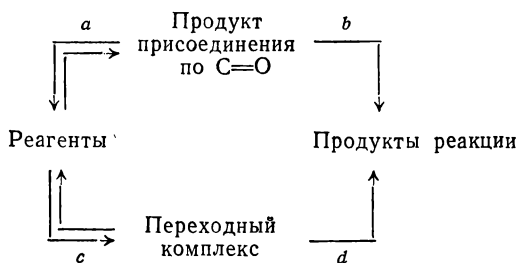 a
Продукт
b
присоединения
по C=O
Реагенты
Продукты реакции
Переходный
комплекс
c
d